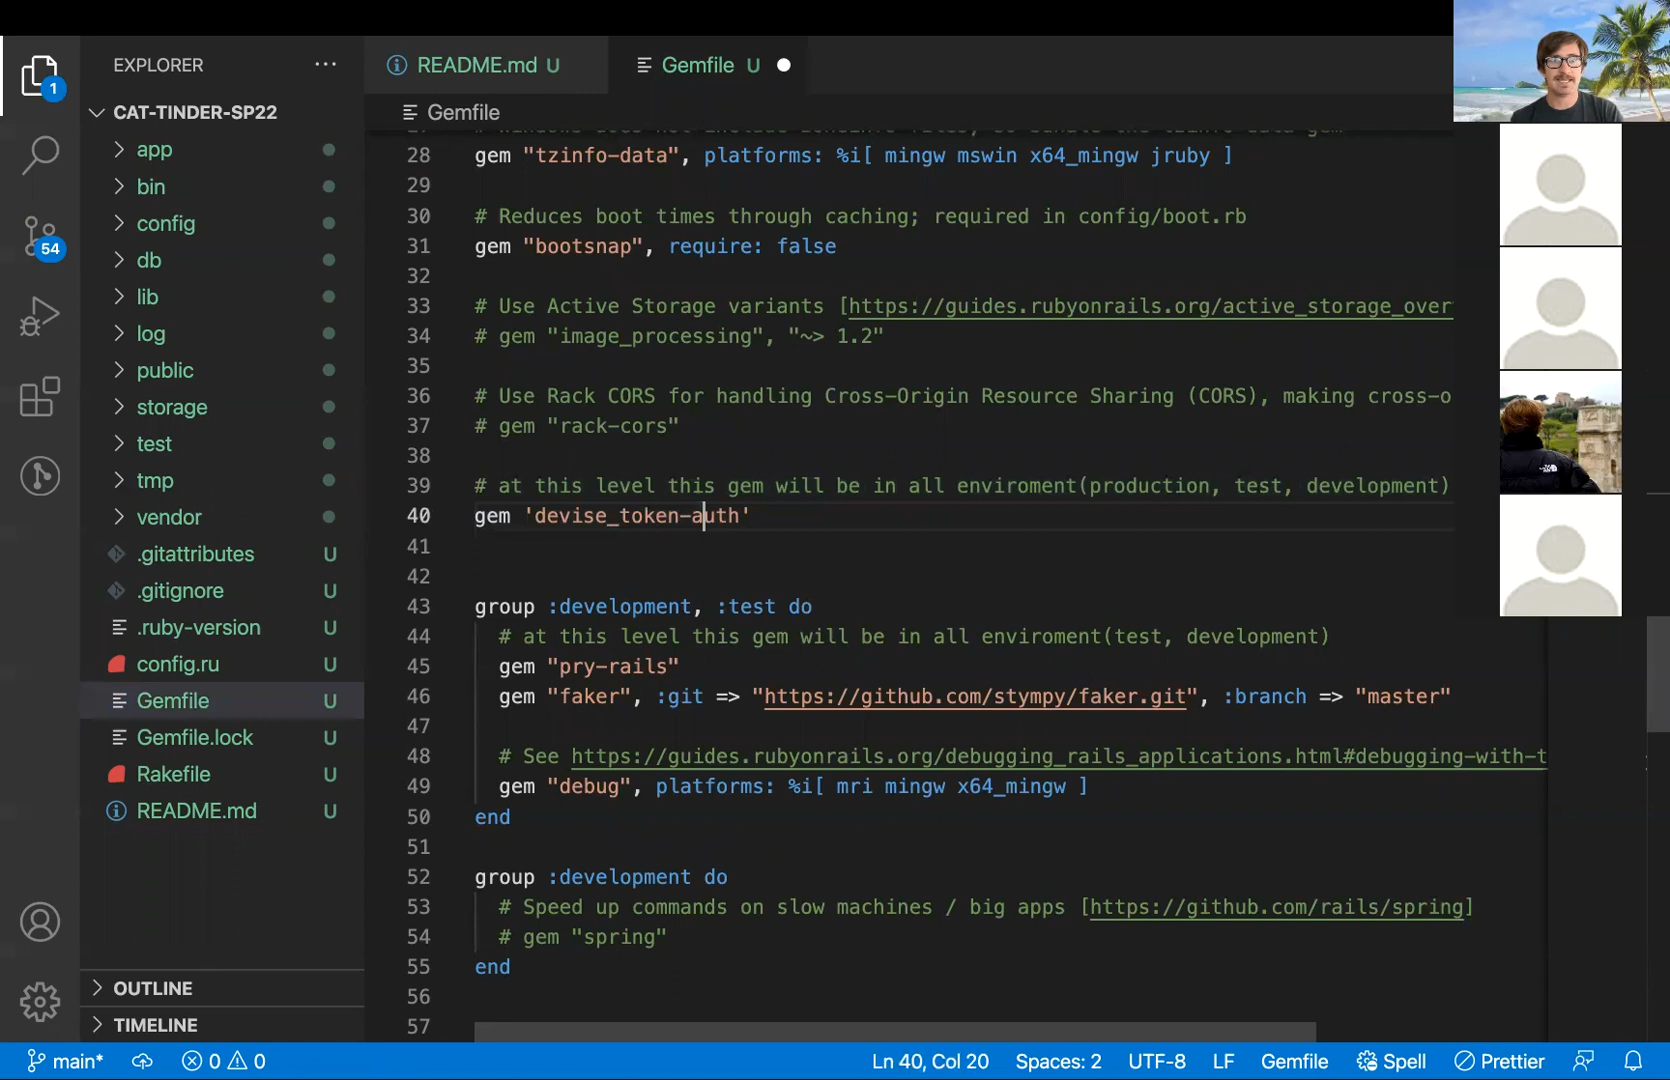 EXPLORER
1
CAT-TINDER-SP22
app
bin
config
db
lib
log
public
storage
test
tmp
vendor
.gitattributes U
.gitignore U
.ruby-version U
config.ru U
Gemfile U
Gemfile.lock U
Rakefile U
README.md U
54
OUTLINE
TIMELINE
README.md U
Gemfile U
Gemfile
28 gem "tzinfo-data", platforms: %i[ mingw mswin x64_mingw jruby ]
29
30 # Reduces boot times through caching; required in config/boot.rb
31 gem "bootsnap", require: false
32
33 # Use Active Storage variants [https://guides.rubyonrails.org/active_storage_over
34 # gem "image_processing", "~> 1.2"
35
36 # Use Rack CORS for handling Cross-Origin Resource Sharing (CORS), making cross-o
37 # gem "rack-cors"
38
39 # at this level this gem will be in all enviroment(production, test, development)
40 gem 'devise_token-auth'
41
42
43 group :development, :test do
44 # at this level this gem will be in all enviroment(test, development)
45 gem "pry-rails"
46 gem "faker", :git => "https://github.com/stympy/faker.git", :branch => "master"
47
48 # See https://guides.rubyonrails.org/debugging_rails_applications.html#debugging-with-t
49 gem "debug", platforms: %i[ mri mingw x64_mingw ]
50 end
51
52 group :development do
53 # Speed up commands on slow machines / big apps [https://github.com/rails/spring]
54 # gem "spring"
55 end
56
57
main* 0 0 Ln 40, Col 20 Spaces: 2 UTF-8 LF Gemfile Spell Prettier